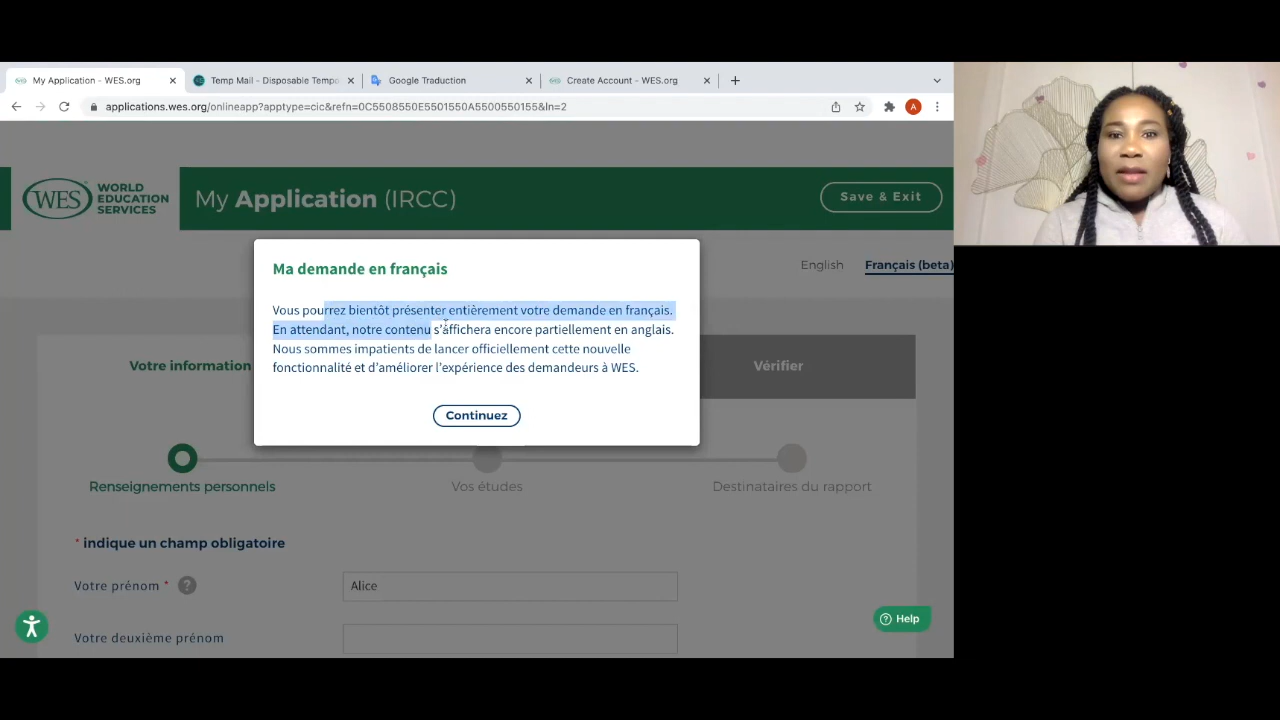 My Application - WES.org
Temp Mail - Disposable Tempo
Google Traduction
Create Account - WES.org
applications.wes.org/onlineapp?apptype=cic&refn=0C5508550E5501550A5500550155&ln=2
A
WES
WORLD
EDUCATION
SERVICES
My Application (IRCC)
Save & Exit
English
Français (beta)
Ma demande en français
Vous pourrez bientôt présenter entièrement votre demande en français.
En attendant, notre contenu s'affichera encore partiellement en anglais.
Nous sommes impatients de lancer officiellement cette nouvelle
fonctionnalité et d'améliorer l'expérience des demandeurs à WES.
Continuez
Votre information
Vérifier
Renseignements personnels
Vos études
Destinataires du rapport
* indique un champ obligatoire
Votre prénom * ?
Alice
Votre deuxième prénom
? Help